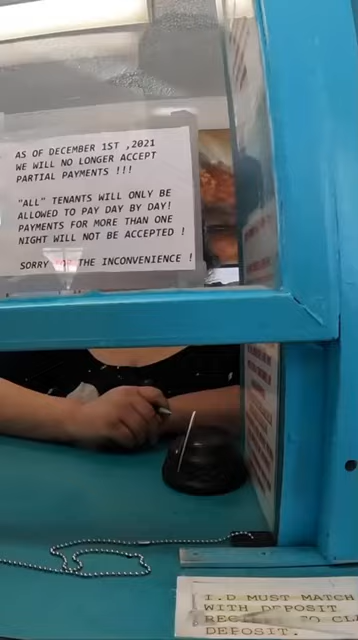 AS OF DECEMBER 1ST ,2021
WE WILL NO LONGER ACCEPT
PARTIAL PAYMENTS !!!
"ALL" TENANTS WILL ONLY BE
ALLOWED TO PAY DAY BY DAY!
PAYMENTS FOR MORE THAN ONE
NIGHT WILL NOT BE ACCEPTED !
SORRY THE INCONVENIENCE !
I.D MUST MATCH
WITH DEPOSIT
TO
DEPOSIT.